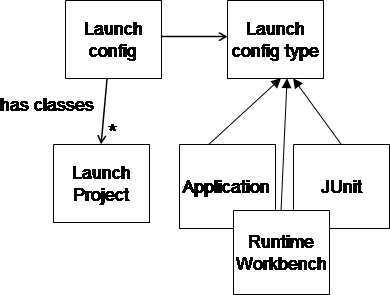 Launch
config
Launch
config type
has classes
*
Launch
Project
Application
JUnit
Runtime
Workbench